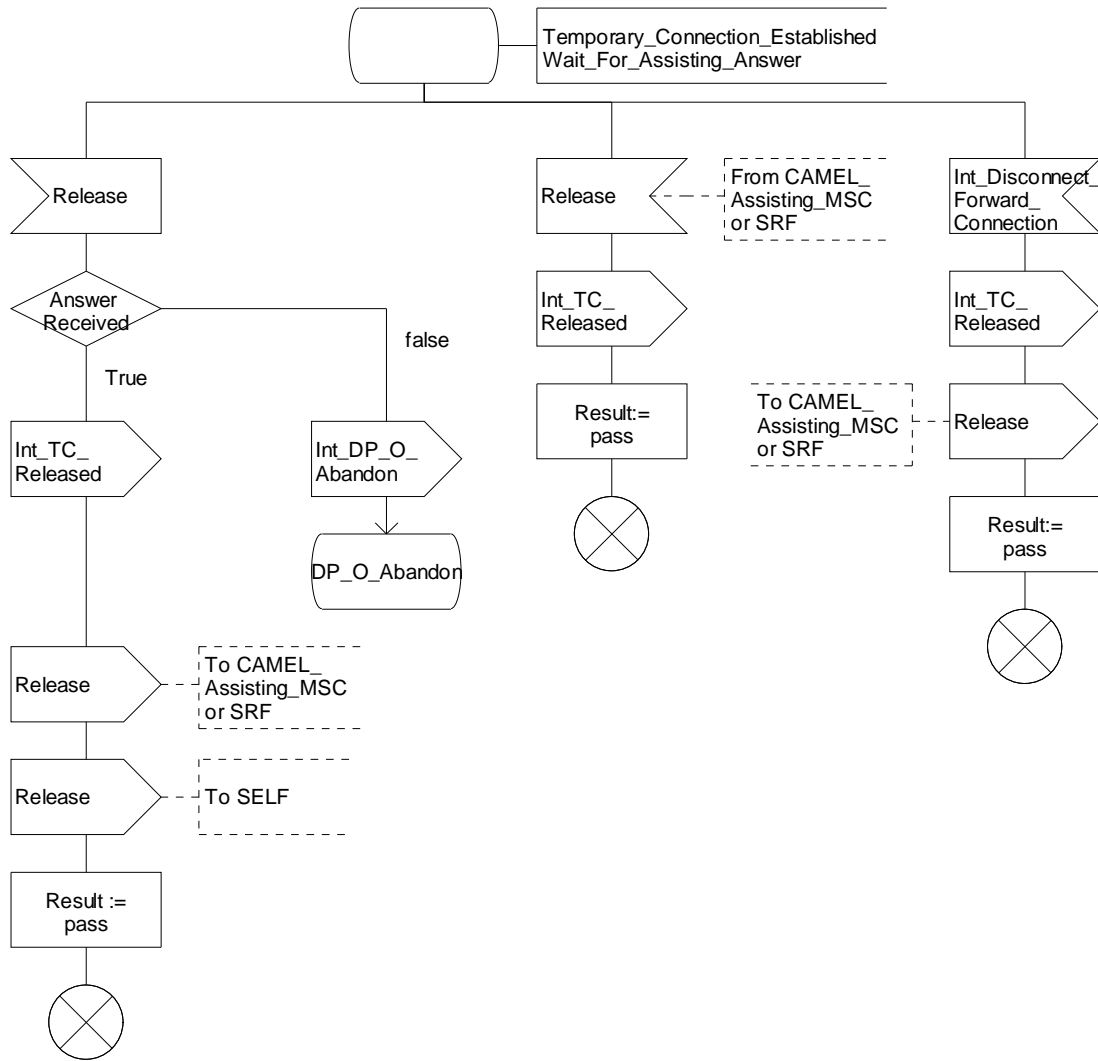 Temporary_Connection_Established
Wait_For_Assisting_Answer
Release
Release
From CAMEL_
Assisting_MSC
or SRF
Int_Disconnect_
Forward_
Connection
Answer
Received
false
True
Int_TC_
Released
Int_TC_
Released
Int_TC_
Released
Int_DP_O_
Abandon
Result:=
pass
To CAMEL_
Assisting_MSC
or SRF
Release
DP_O_Abandon
Result:=
pass
Release
To CAMEL_
Assisting_MSC
or SRF
Release
To SELF
Result :=
pass